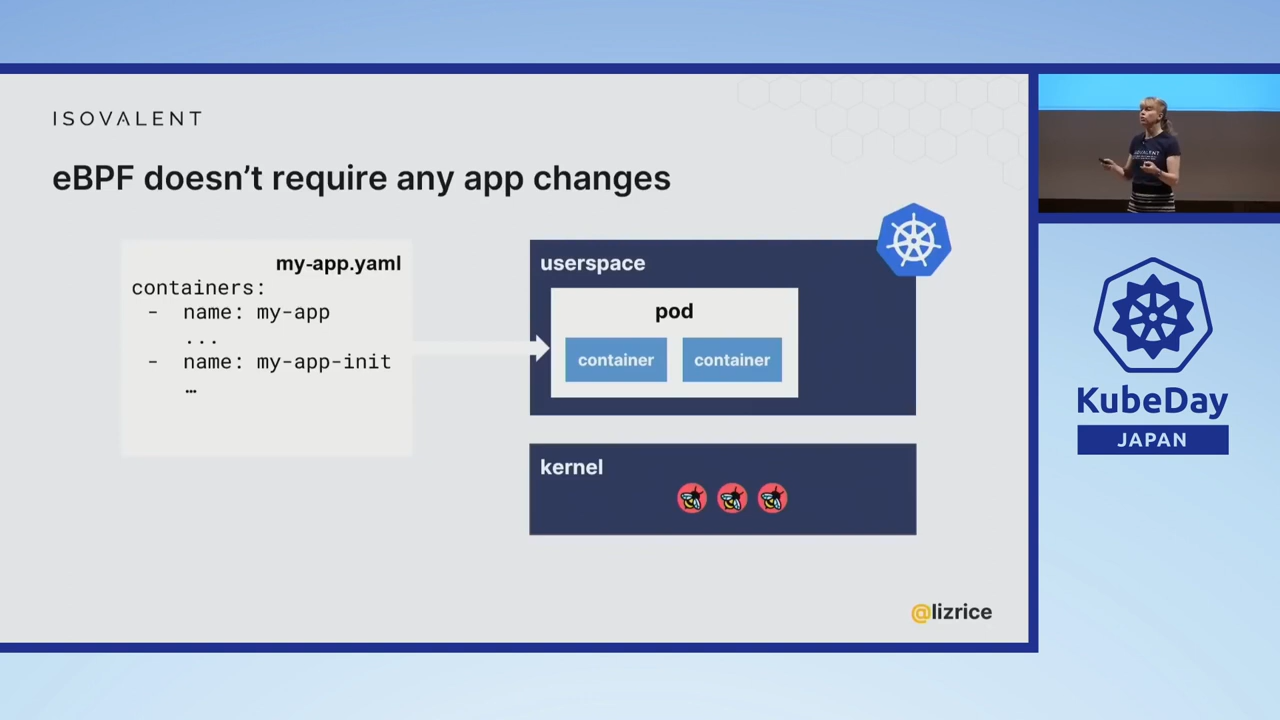 ISOVALENT
eBPF doesn’t require any app changes
my-app.yaml
containers:
- name: my-app
...
- name: my-app-init
…
userspace
pod
container
container
kernel
@lizrice
KubeDay
JAPAN